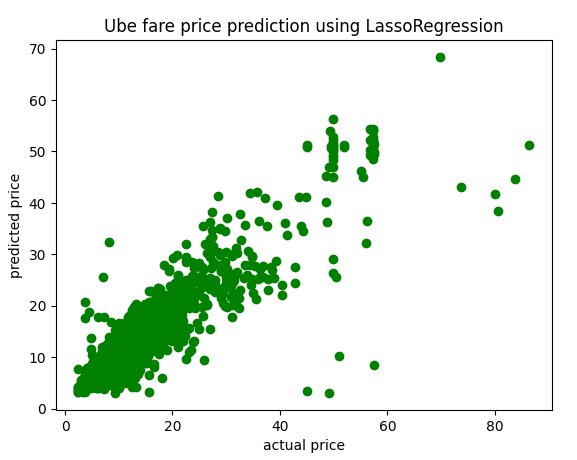 Ube fare price prediction using LassoRegression
70
60
50
40
30
20
10
0
predicted price
0 20 40 60 80
actual price